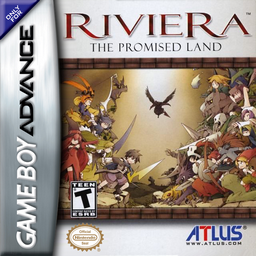 ONLY FOR
GAME BOY ADVANCE
RIVIERA
THE PROMISED LAND
TEEN
T
ESRB
Official
Nintendo
Seal
ATLUS
WWW.ATLUS.COM